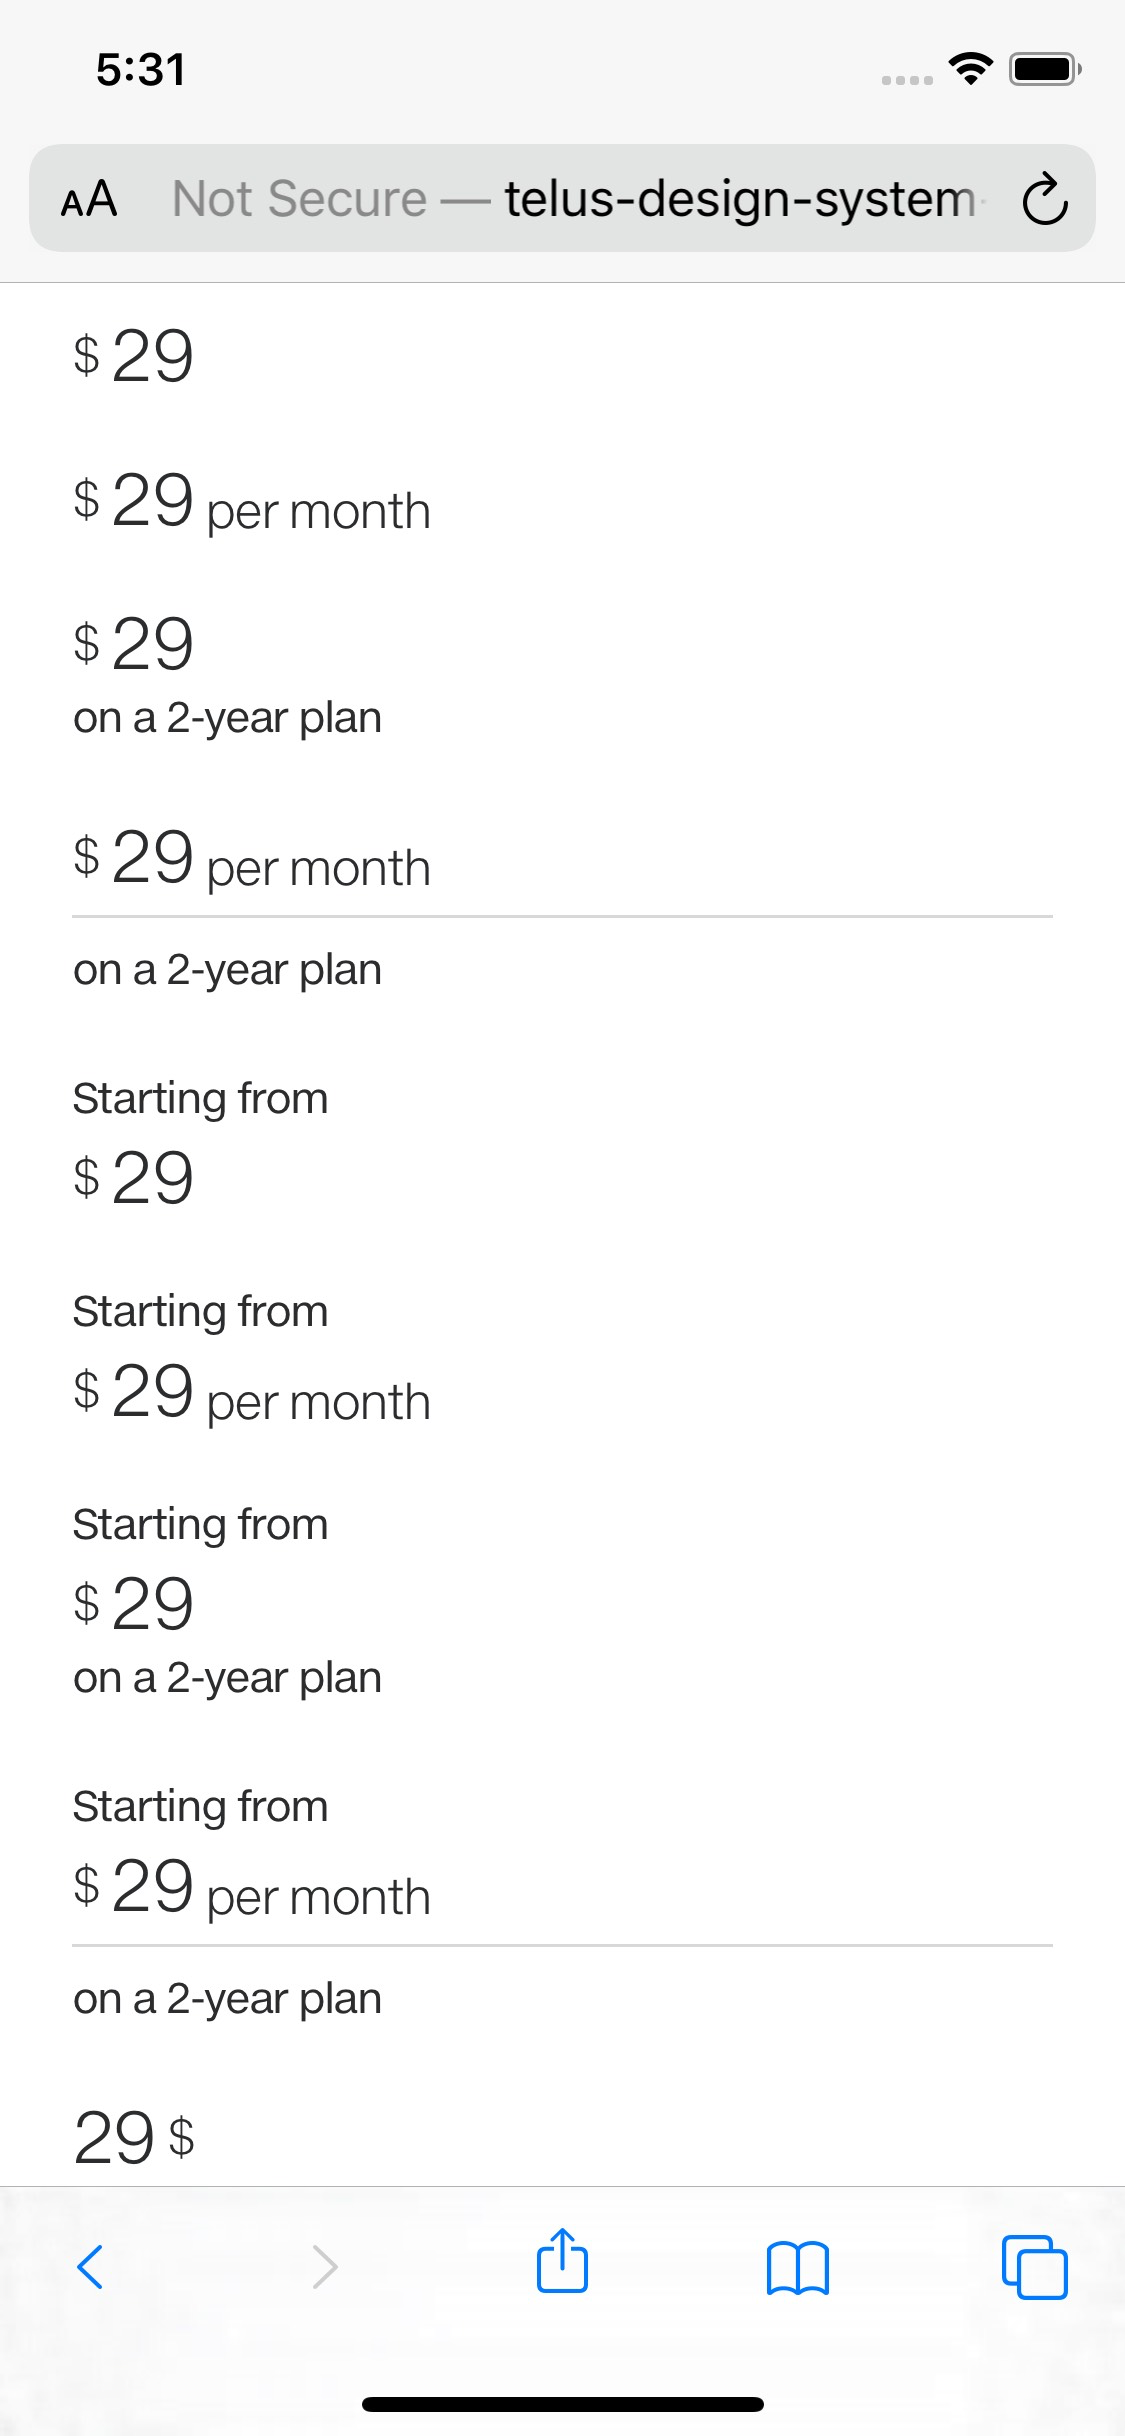 5:31
AA Not Secure — telus-design-system
$ 29
$ 29 per month
$ 29
on a 2-year plan
$ 29 per month
on a 2-year plan
Starting from
$ 29
Starting from
$ 29 per month
Starting from
$ 29
on a 2-year plan
Starting from
$ 29 per month
on a 2-year plan
29 $